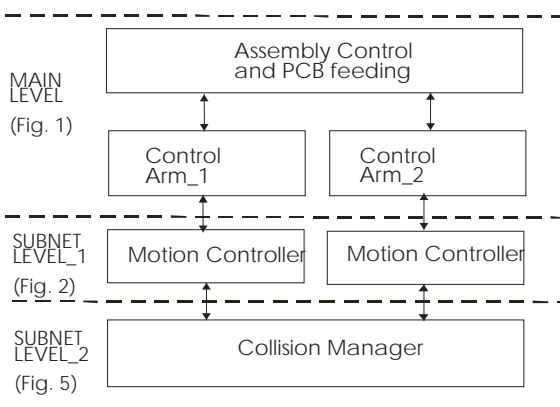 Assembly Control
and PCB feeding
MAIN
LEVEL
(Fig. 1)
Control
Arm_1
Control
Arm_2
SUBNET
LEVEL_1
(Fig. 2)
Motion Controller
Motion Controller
SUBNET
LEVEL_2
(Fig. 5)
Collision Manager